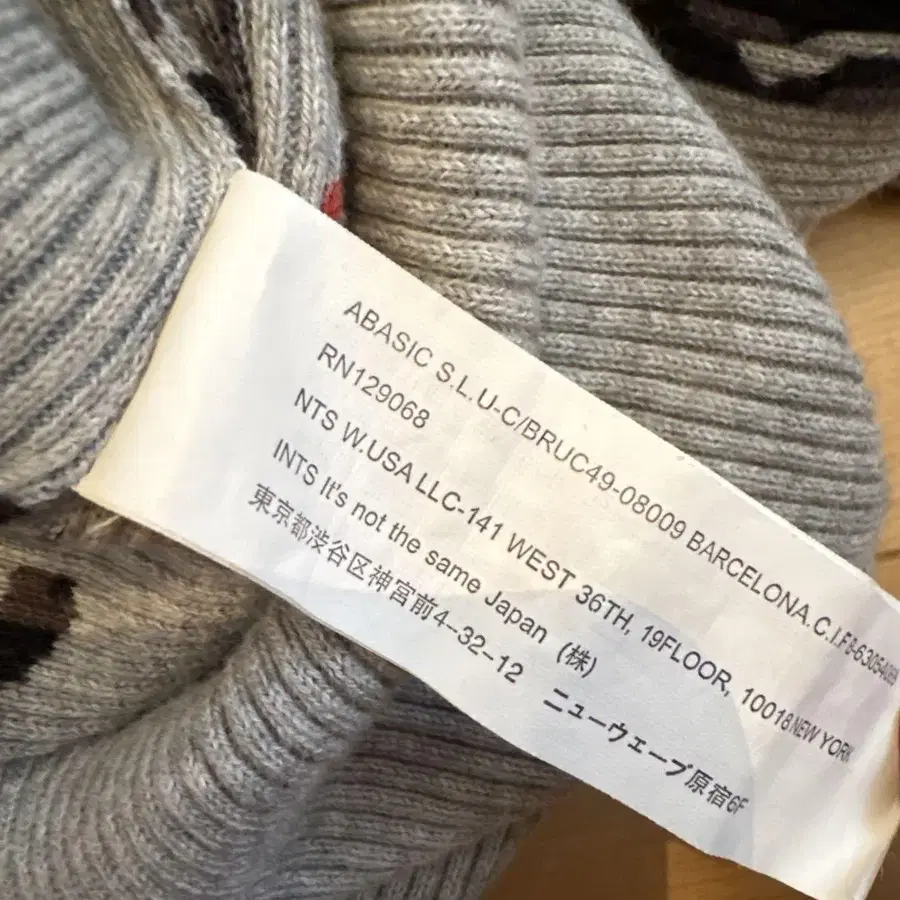 ABASIC S.L.U-C/BRUC49-08009 BARCELONA.C.I.F
RN129068
NTS W.USA LLC-141 WEST 36TH, 19FLOOR, 10018 NEW YORK
INTS It's not the same Japan (株)
東京都渋谷区神宮前4-32-12 ニューウェーブ原宿6F